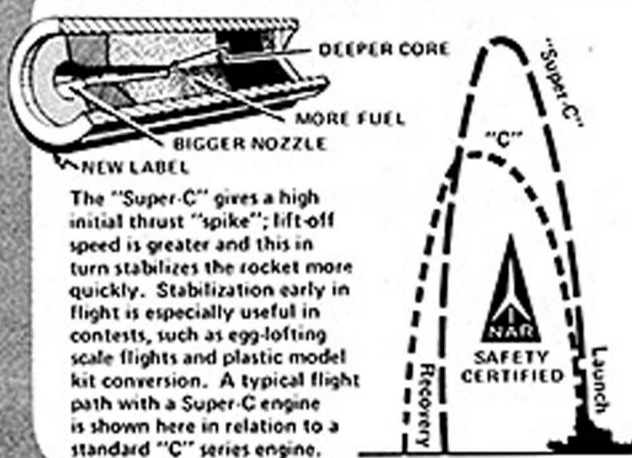 DEEPER CORE
MORE FUEL
BIGGER NOZZLE
NEW LABEL
The "Super-C" gives a high
initial thrust "spike"; lift-off
speed is greater and this in
turn stabilizes the rocket more
quickly. Stabilization early in
flight is especially useful in
contests, such as egg-lofting
scale flights and plastic model
kit conversion. A typical flight
path with a Super-C engine
is shown here in relation to a
standard "C" series engine.
"Super-C"
"C"
NAR
SAFETY
CERTIFIED
Recovery
Launch